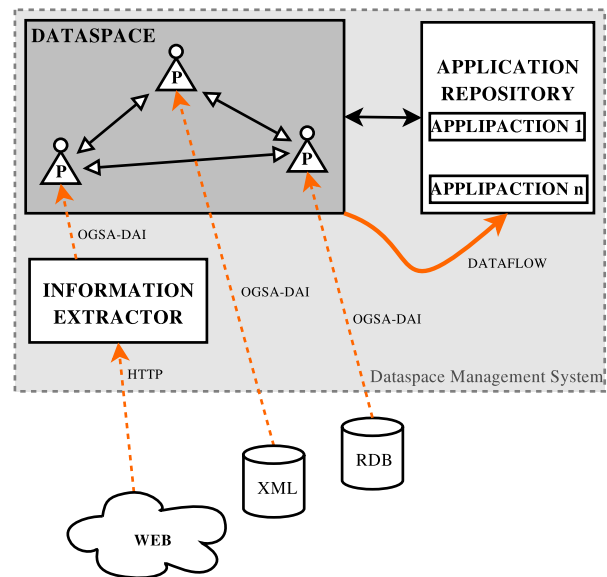 DATASPACE
P
P
P
APPLICATION
REPOSITORY
APPLIPACTION 1
APPLIPACTION n
OGSA-DAI
DATAFLOW
INFORMATION
EXTRACTOR
OGSA-DAI
OGSA-DAI
HTTP
Dataspace Management System
XML
RDB
WEB